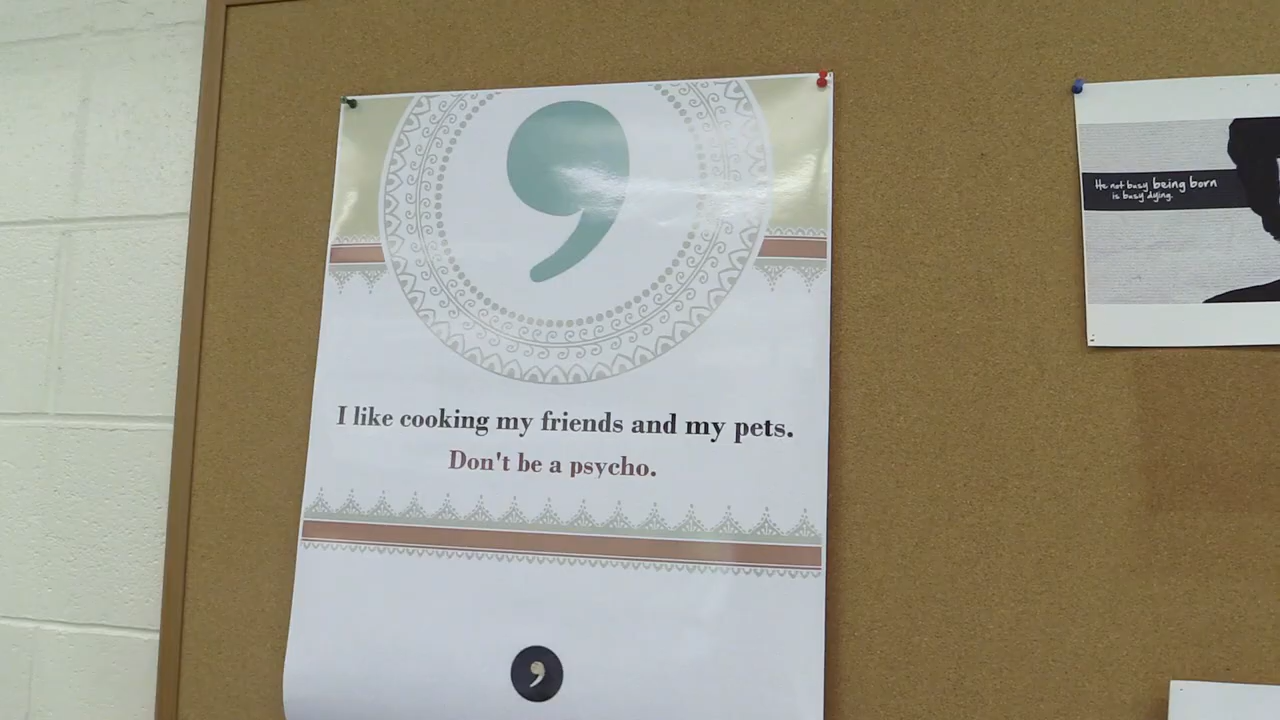 I like cooking my friends and my pets.
Don't be a psycho.
He not busy being born
is busy dying.